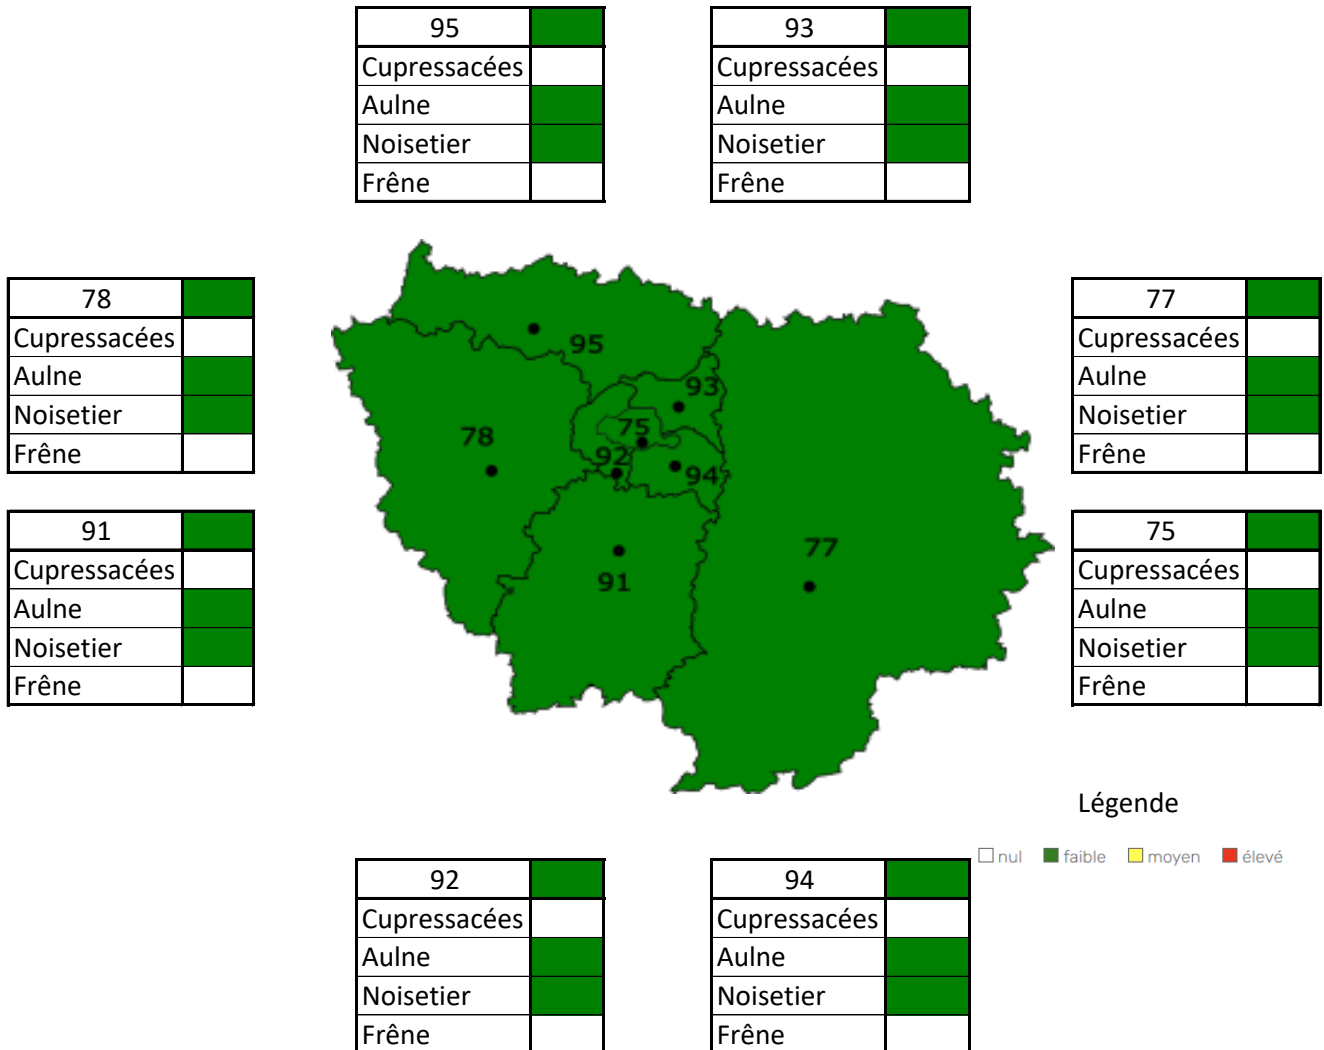 95
Cupressacées
Aulne
Noisetier
Frêne
93
Cupressacées
Aulne
Noisetier
Frêne
78
Cupressacées
Aulne
Noisetier
Frêne
91
Cupressacées
Aulne
Noisetier
Frêne
95
93
75
78
92
94
77
91
77
Cupressacées
Aulne
Noisetier
Frêne
75
Cupressacées
Aulne
Noisetier
Frêne
Légende
nul faible moyen élevé
92
Cupressacées
Aulne
Noisetier
Frêne
94
Cupressacées
Aulne
Noisetier
Frêne